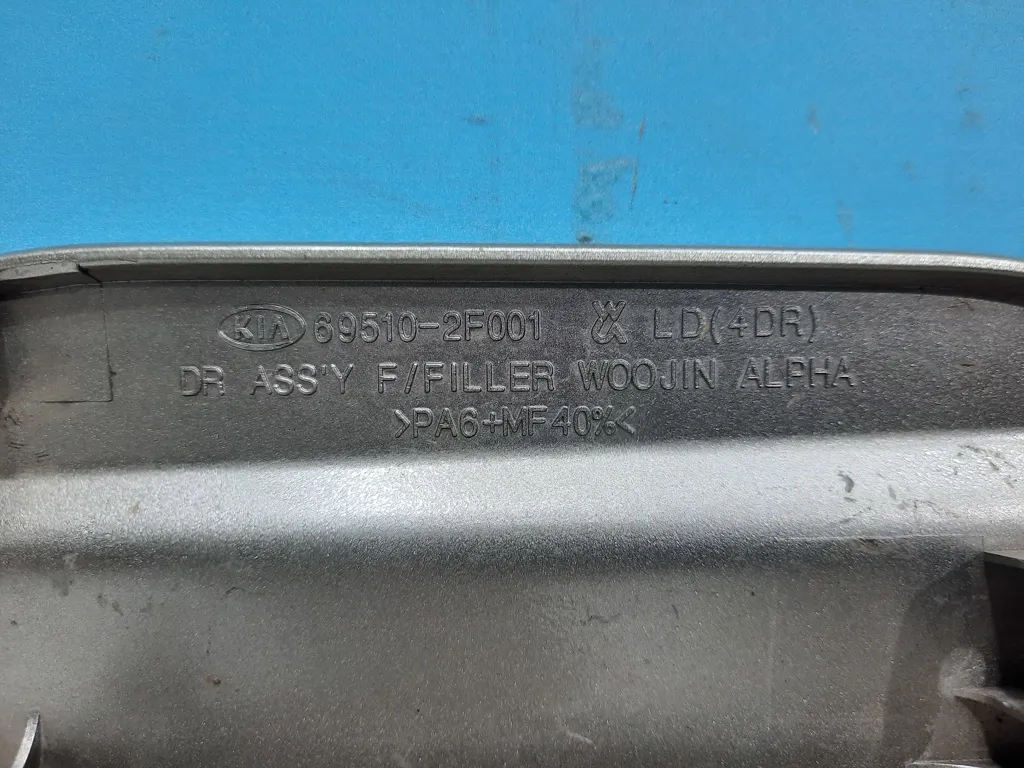 KIA 69510-2F001 LD(4DR)
DR ASS'Y F/FILLER WOOJIN ALPHA
>PA6+MF40%<